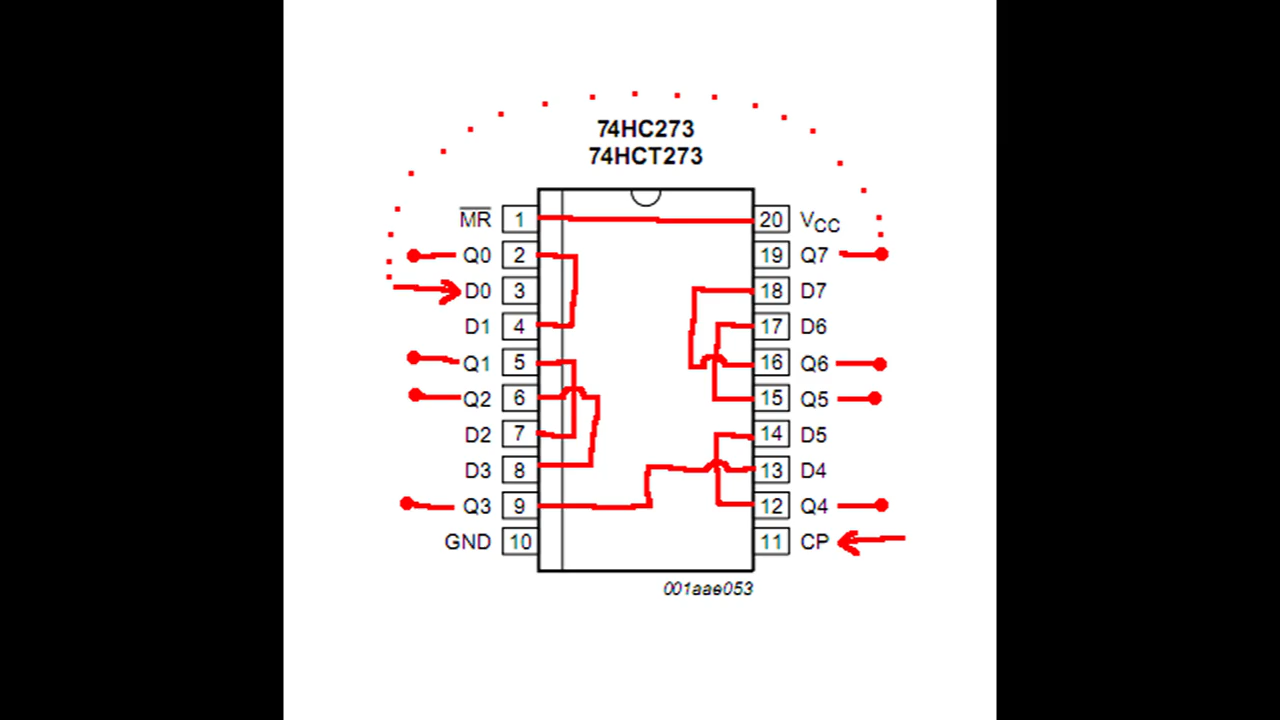 74HC273
74HCT273
MR 1 20 VCC
Q0 2 19 Q7
D0 3 18 D7
D1 4 17 D6
Q1 5 16 Q6
Q2 6 15 Q5
D2 7 14 D5
D3 8 13 D4
Q3 9 12 Q4
GND 10 11 CP
001aae053